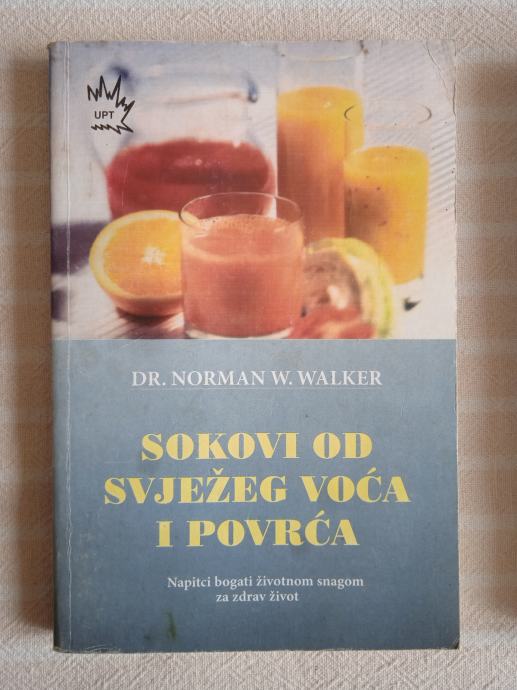 UPT
DR. NORMAN W. WALKER
SOKOVI OD
SVJEŽEG VOĆA
I POVRĆA
Napitci bogati životnom snagom
za zdrav život